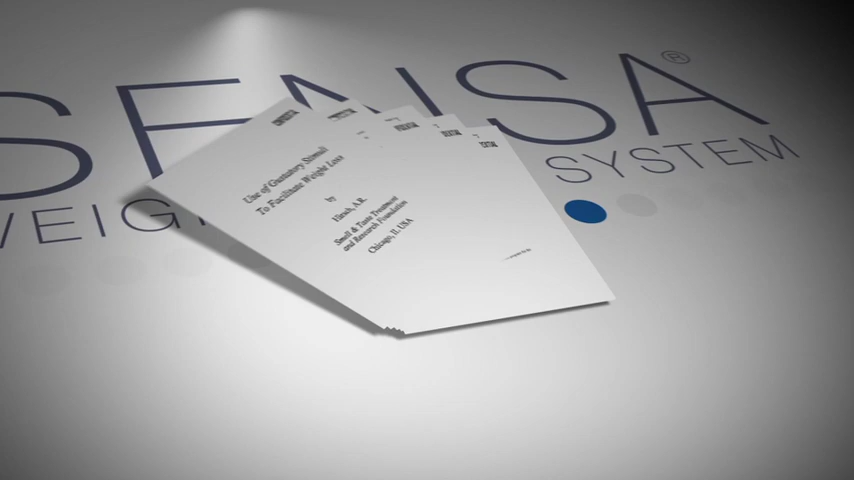 SENSA®
WEIG
SYSTEM
Use of Gustatory Stimuli
To Facilitate Weight Loss
by
Hirsch, A.R.
Smell & Taste Treatment
and Research Foundation
Chicago, IL USA